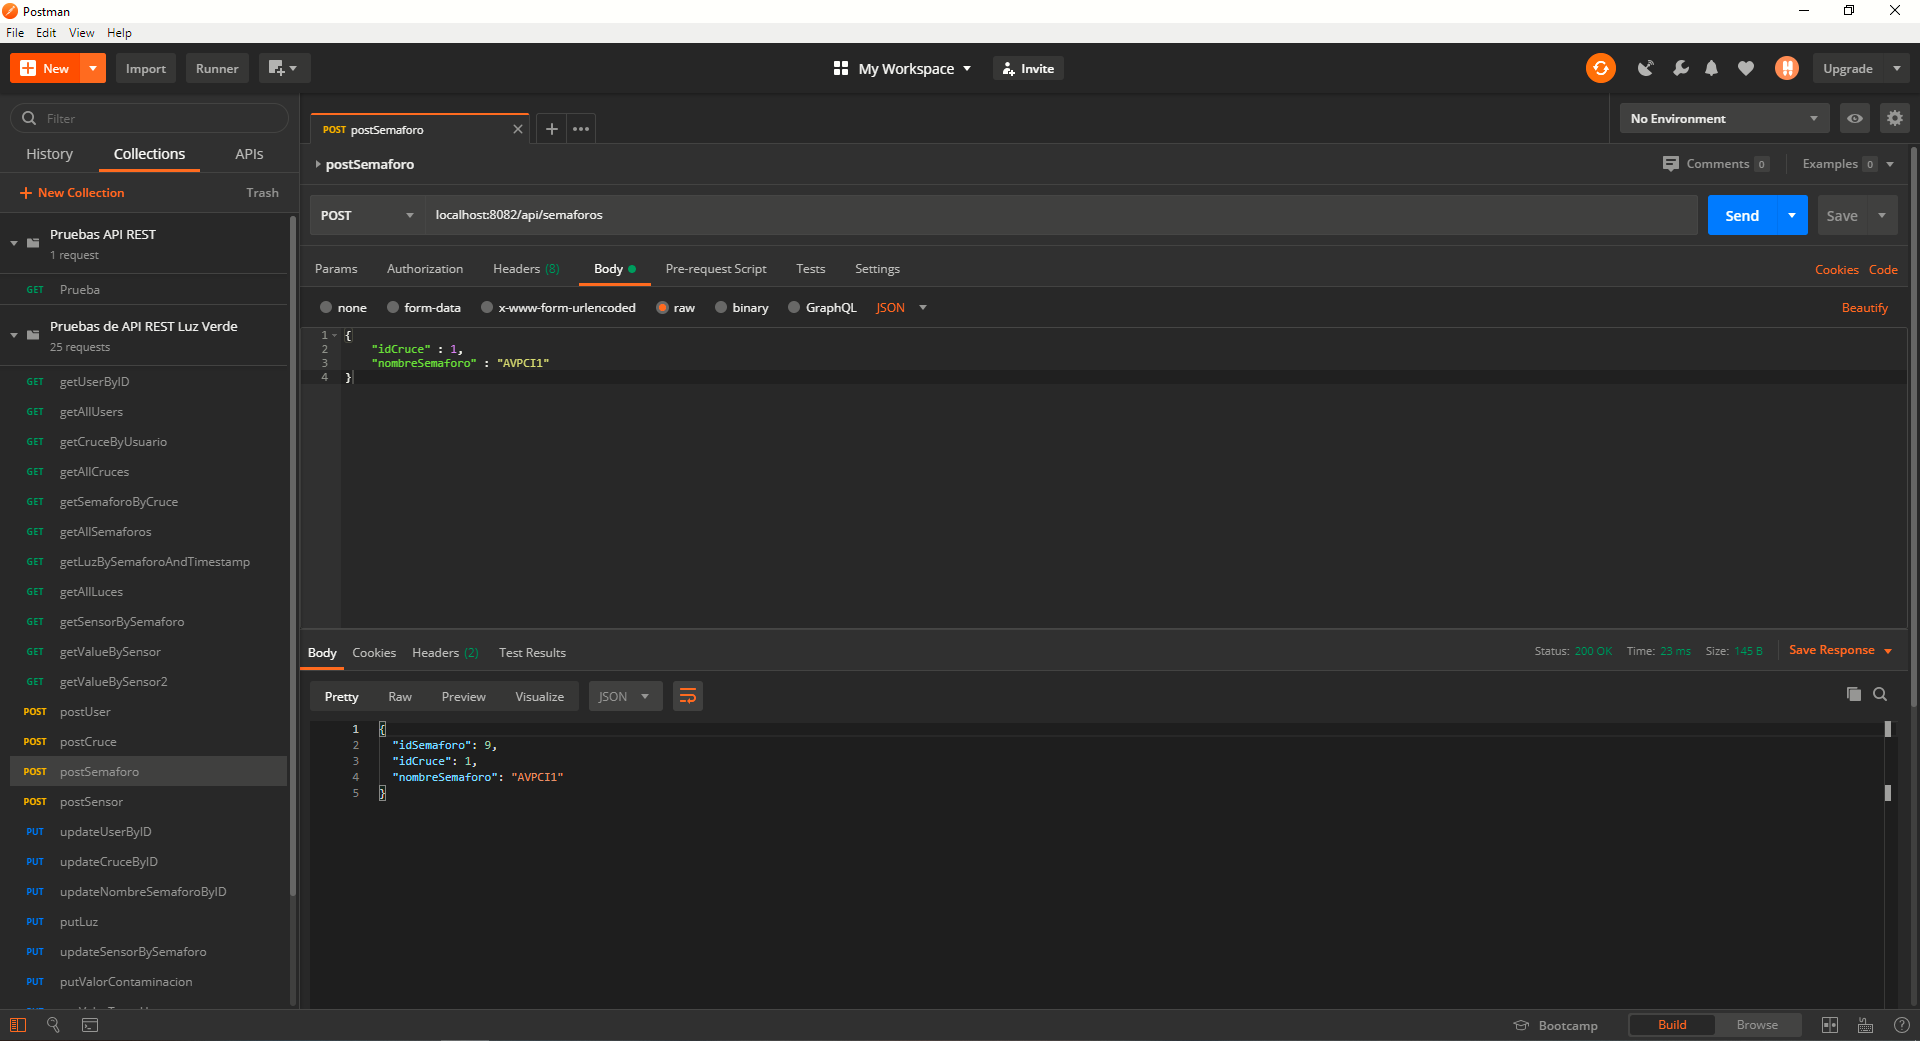 Postman
File Edit View Help
New Import Runner My Workspace Invite Upgrade
Filter
History Collections APIs
New Collection Trash
Pruebas API REST
1 request
GET Prueba
Pruebas de API REST Luz Verde
25 requests
GET getUserByID
GET getAllUsers
GET getCruceByUsuario
GET getAllCruces
GET getSemaforoByCruce
GET getAllSemaforos
GET getLuzBySemaforoAndTimestamp
GET getAllLuces
GET getSensorBySemaforo
GET getValueBySensor
GET getValueBySensor2
POST postUser
POST postCruce
POST postSemaforo
POST postSensor
PUT updateUserByID
PUT updateCruceByID
PUT updateNombreSemaforoByID
PUT putLuz
PUT updateSensorBySemaforo
PUT putValorContaminacion
POST postSemaforo
No Environment
postSemaforo Comments 0 Examples 0
POST localhost:8082/api/semaforos Send Save
Params Authorization Headers (8) Body Pre-request Script Tests Settings Cookies Code
none form-data x-www-form-urlencoded raw binary GraphQL JSON Beautify
1 {
2 "idCruce" : 1,
3 "nombreSemaforo" : "AVPCI1"
4 }
Body Cookies Headers (2) Test Results Status: 200 OK Time: 23 ms Size: 145 B Save Response
Pretty Raw Preview Visualize JSON
1 {
2 "idSemaforo": 9,
3 "idCruce": 1,
4 "nombreSemaforo": "AVPCI1"
5 }
Bootcamp Build Browse